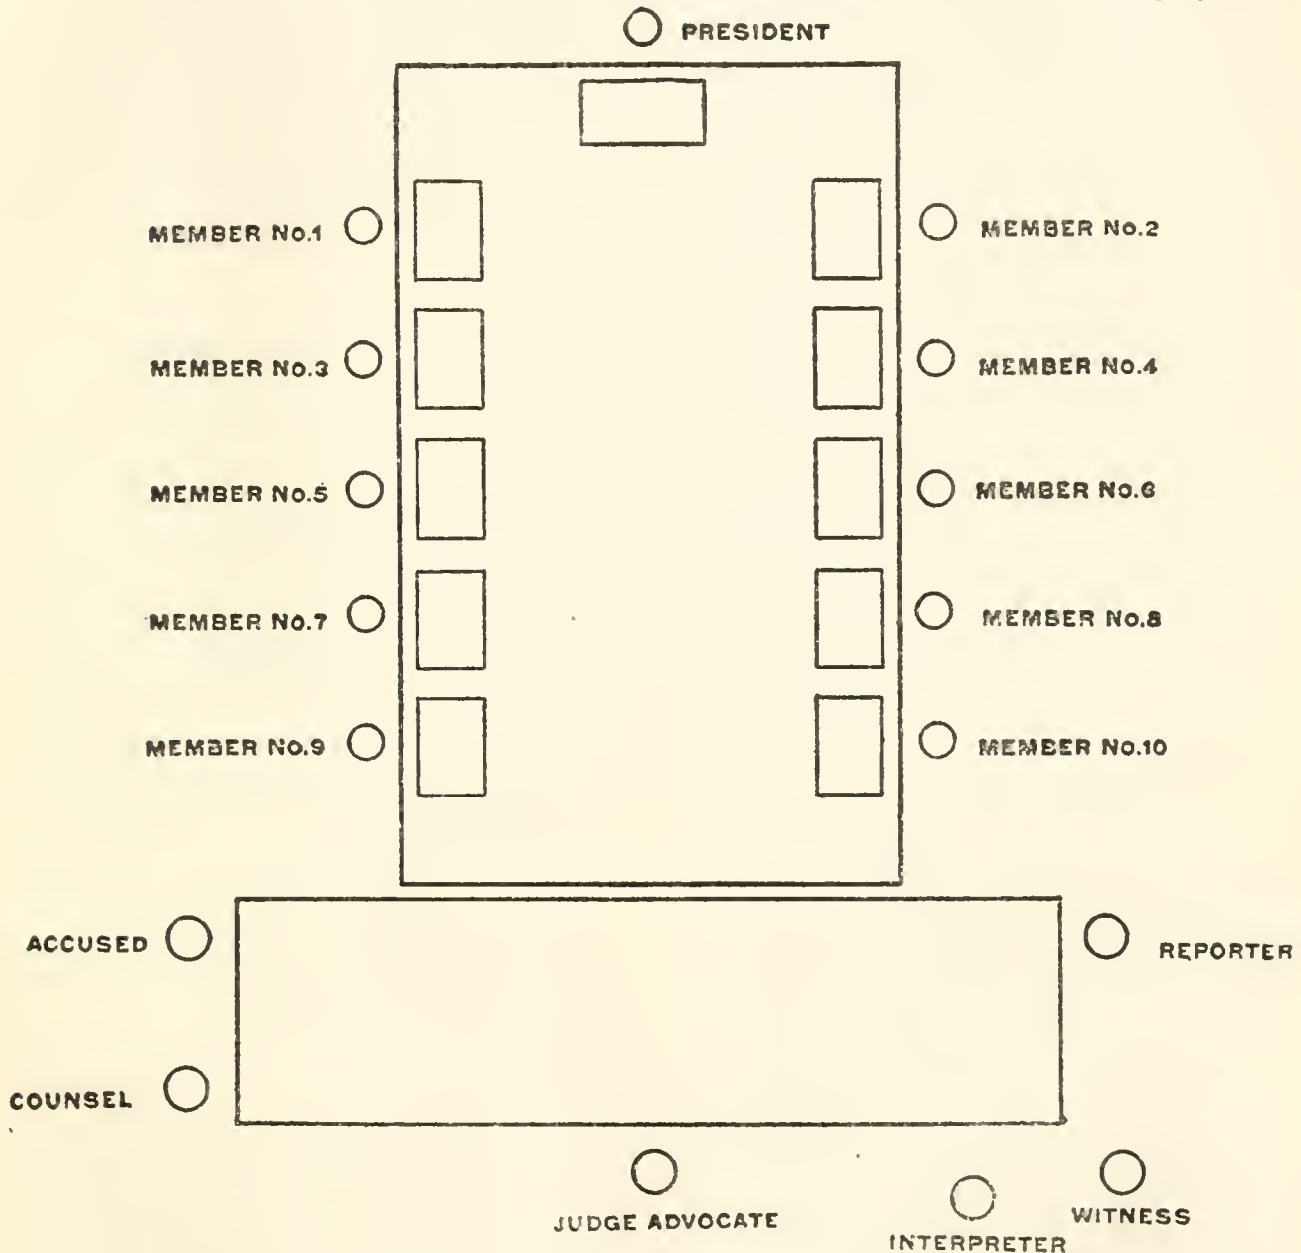 PRESIDENT
MEMBER No.1
MEMBER No.2
MEMBER No.3
MEMBER No.4
MEMBER No.5
MEMBER No.6
MEMBER No.7
MEMBER No.8
MEMBER No.9
MEMBER No.10
ACCUSED
REPORTER
COUNSEL
JUDGE ADVOCATE
WITNESS
INTERPRETER